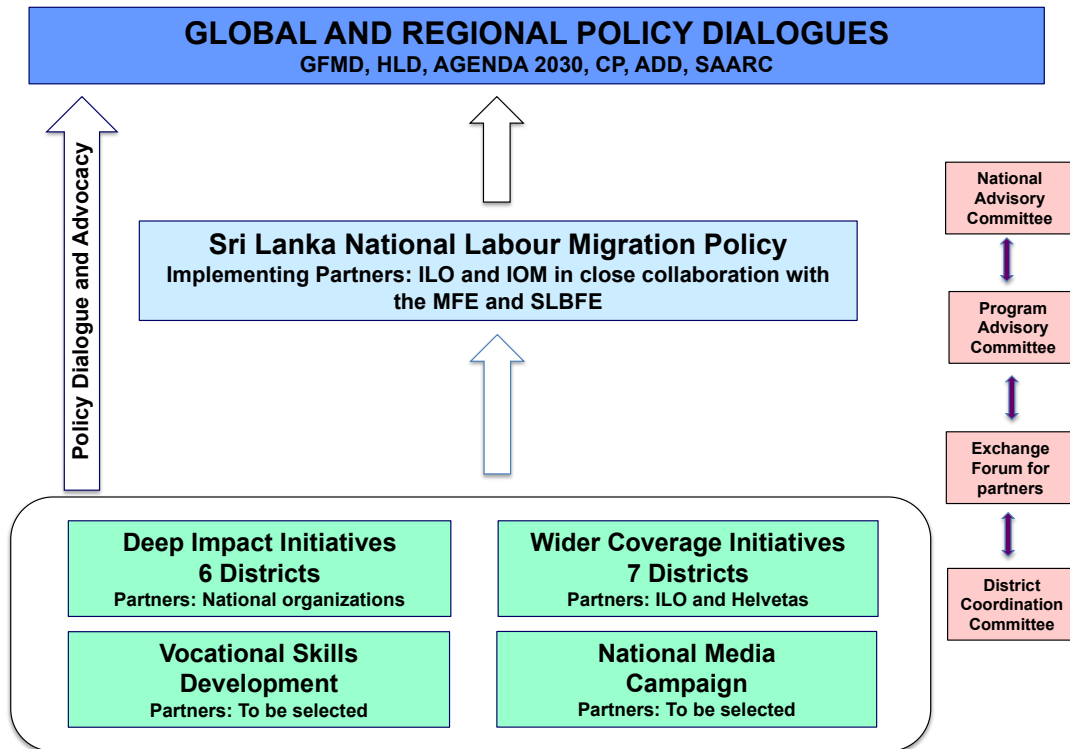 GLOBAL AND REGIONAL POLICY DIALOGUES
GFMD, HLD, AGENDA 2030, CP, ADD, SAARC
Policy Dialogue and Advocacy
Sri Lanka National Labour Migration Policy
Implementing Partners: ILO and IOM in close collaboration with
the MFE and SLBFE
Deep Impact Initiatives
6 Districts
Partners: National organizations
Wider Coverage Initiatives
7 Districts
Partners: ILO and Helvetas
Vocational Skills
Development
Partners: To be selected
National Media
Campaign
Partners: To be selected
National
Advisory
Committee
Program
Advisory
Committee
Exchange
Forum for
partners
District
Coordination
Committee